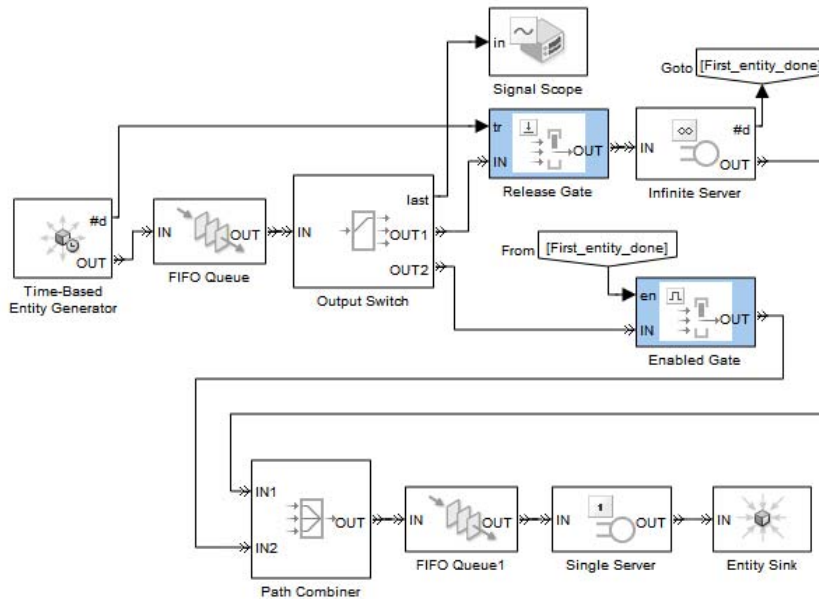 in
Signal Scope
Goto
[First_entity_done]
tr
IN
OUT
Release Gate
IN
#d
OUT
Infinite Server
#d
OUT
Time-Based
Entity Generator
IN
OUT
FIFO Queue
IN
last
OUT1
OUT2
Output Switch
From
[First_entity_done]
en
IN
OUT
Enabled Gate
IN1
IN2
OUT
Path Combiner
IN
OUT
FIFO Queue1
IN
1
OUT
Single Server
IN
Entity Sink